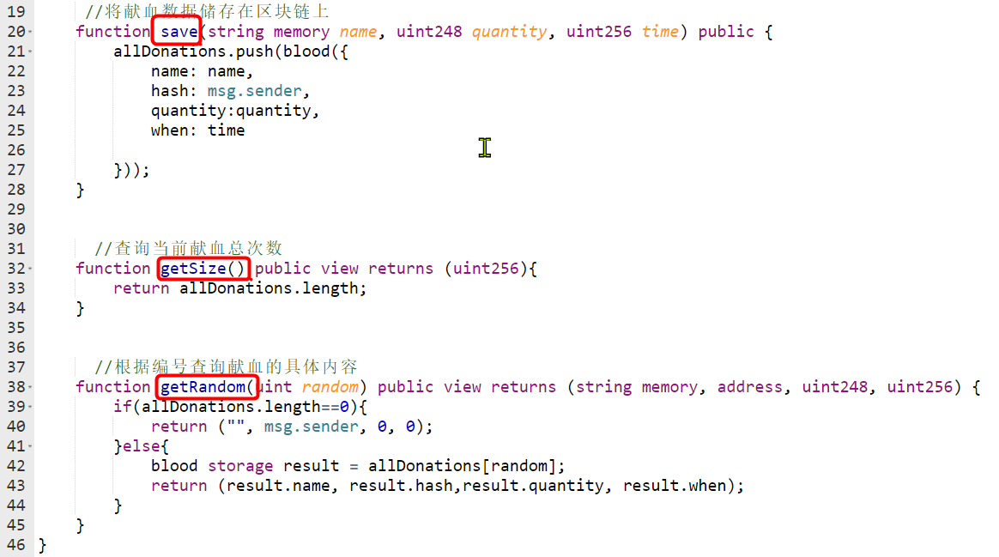 19 //将献血数据储存在区块链上
20 function save(string memory name, uint248 quantity, uint256 time) public {
21 allDonations.push(blood({
22 name: name,
23 hash: msg.sender,
24 quantity:quantity,
25 when: time
26
27 }));
28 }
29
30
31 //查询当前献血总次数
32 function getSize() public view returns (uint256){
33 return allDonations.length;
34 }
35
36
37 //根据编号查询献血的具体内容
38 function getRandom(uint random) public view returns (string memory, address, uint248, uint256) {
39 if(allDonations.length==0){
40 return ("", msg.sender, 0, 0);
41 }else{
42 blood storage result = allDonations[random];
43 return (result.name, result.hash,result.quantity, result.when);
44 }
45 }
46 }